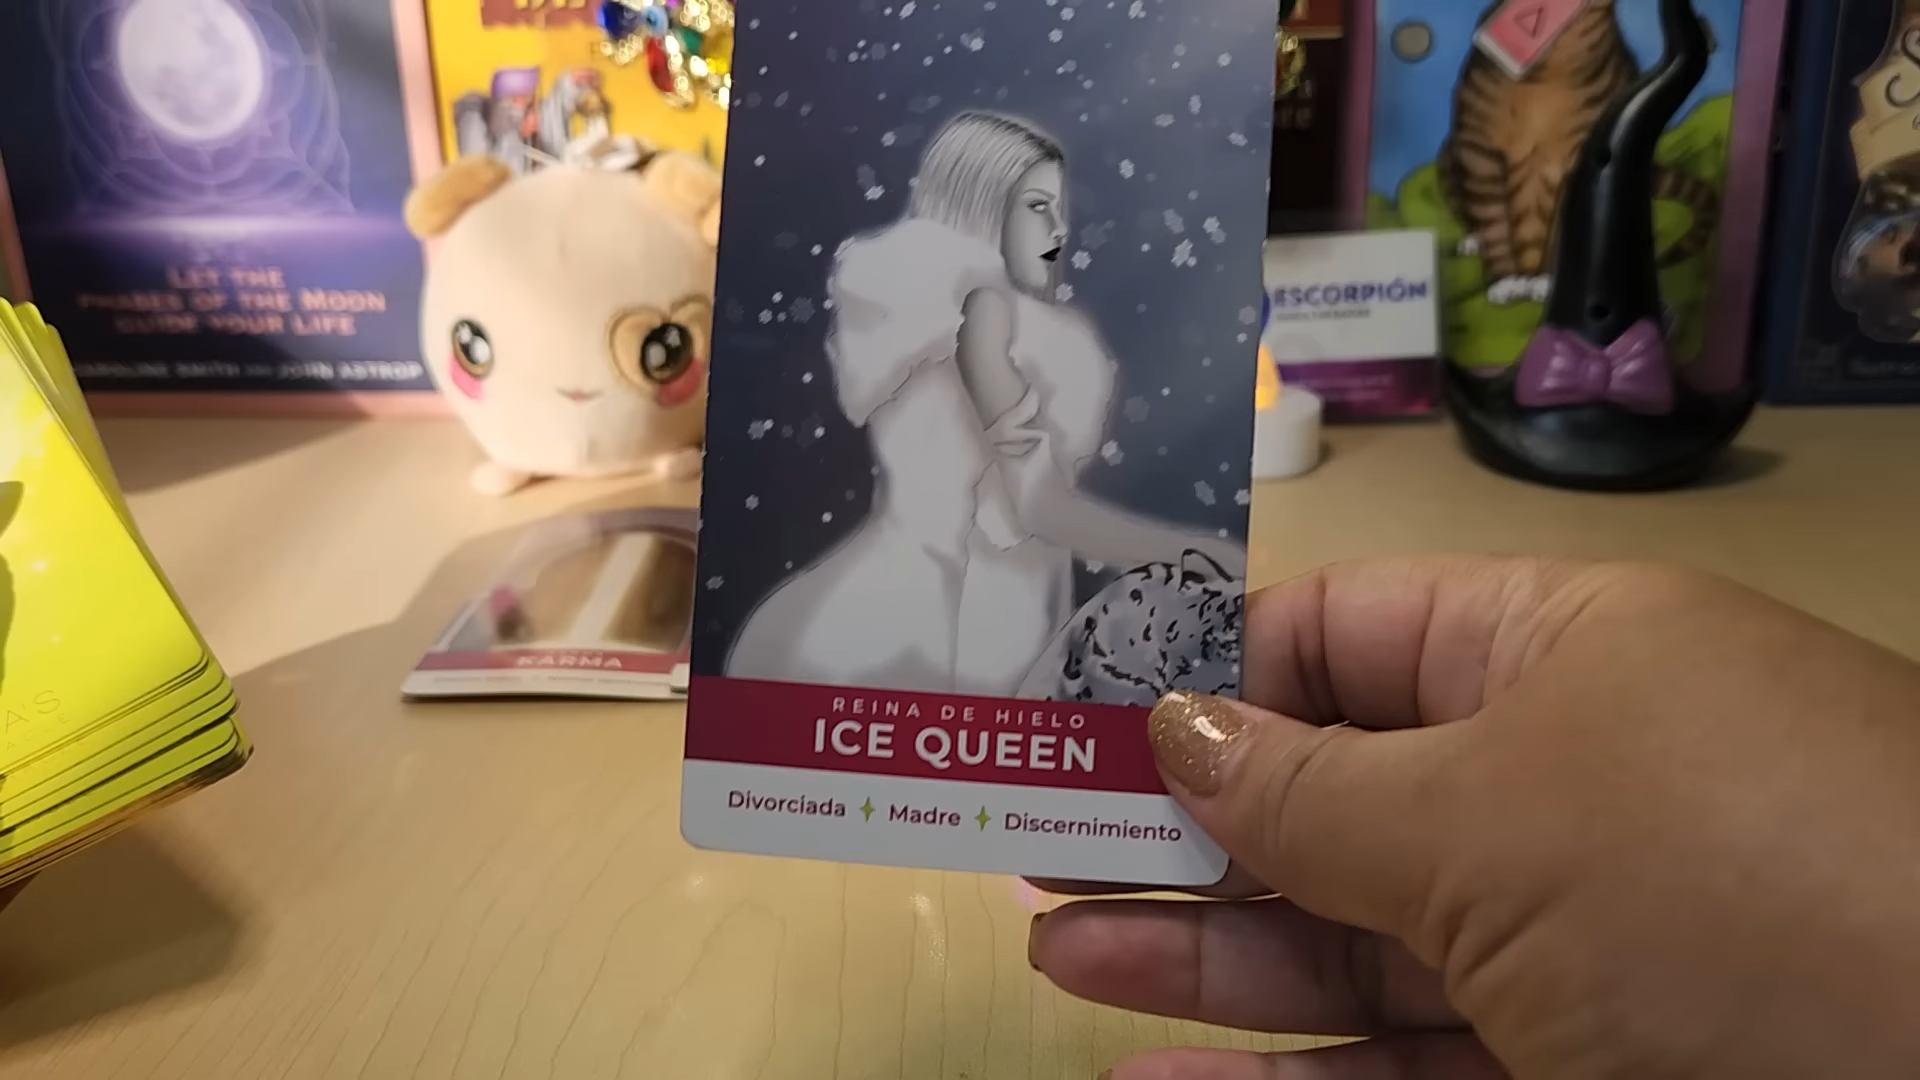 LET THE
PHASES OF THE MOON
GUIDE YOUR LIFE
CAROLINE SMITH AND JOHN ASTROP
ESCORPIÓN
KARMA
A'S
REINA DE HIELO
ICE QUEEN
Divorciada ✦ Madre ✦ Discernimiento